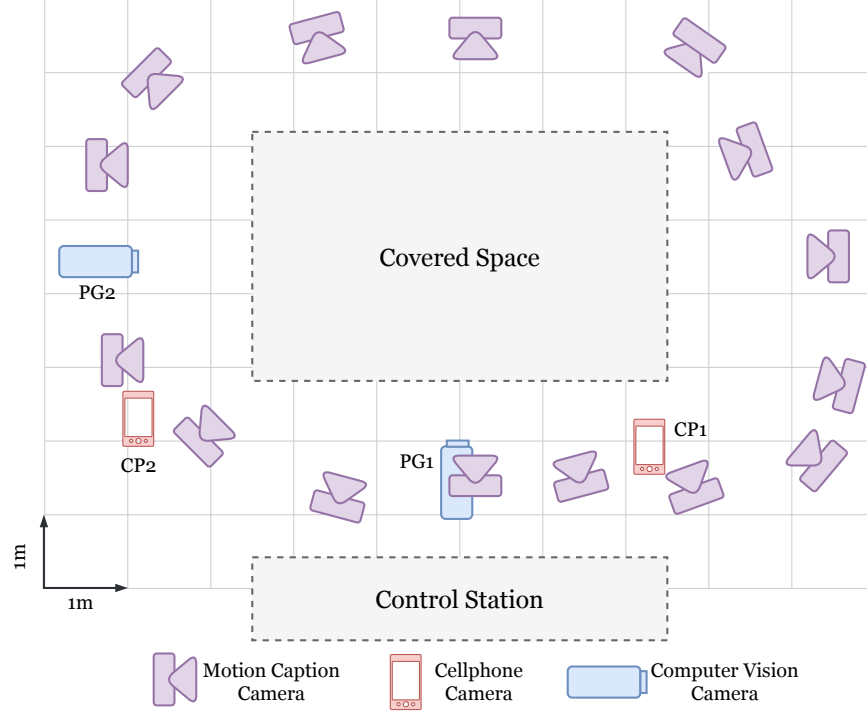 Covered Space
PG2
CP1
PG1
CP2
1m
1m
Control Station
Motion Caption
Camera
Cellphone
Camera
Computer Vision
Camera